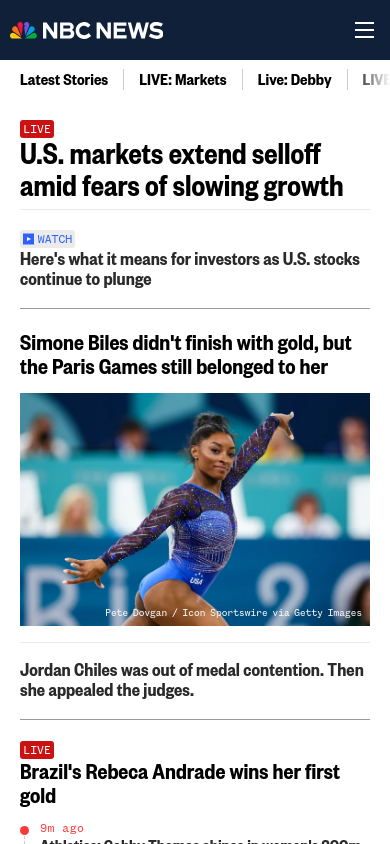 NBC NEWS
Latest Stories
LIVE: Markets
Live: Debby
LIVE
LIVE
U.S. markets extend selloff
amid fears of slowing growth
WATCH
Here's what it means for investors as U.S. stocks
continue to plunge
Simone Biles didn't finish with gold, but
the Paris Games still belonged to her
USA
Pete Dovgan / Icon Sportswire via Getty Images
Jordan Chiles was out of medal contention. Then
she appealed the judges.
LIVE
Brazil's Rebeca Andrade wins her first
gold
9m ago